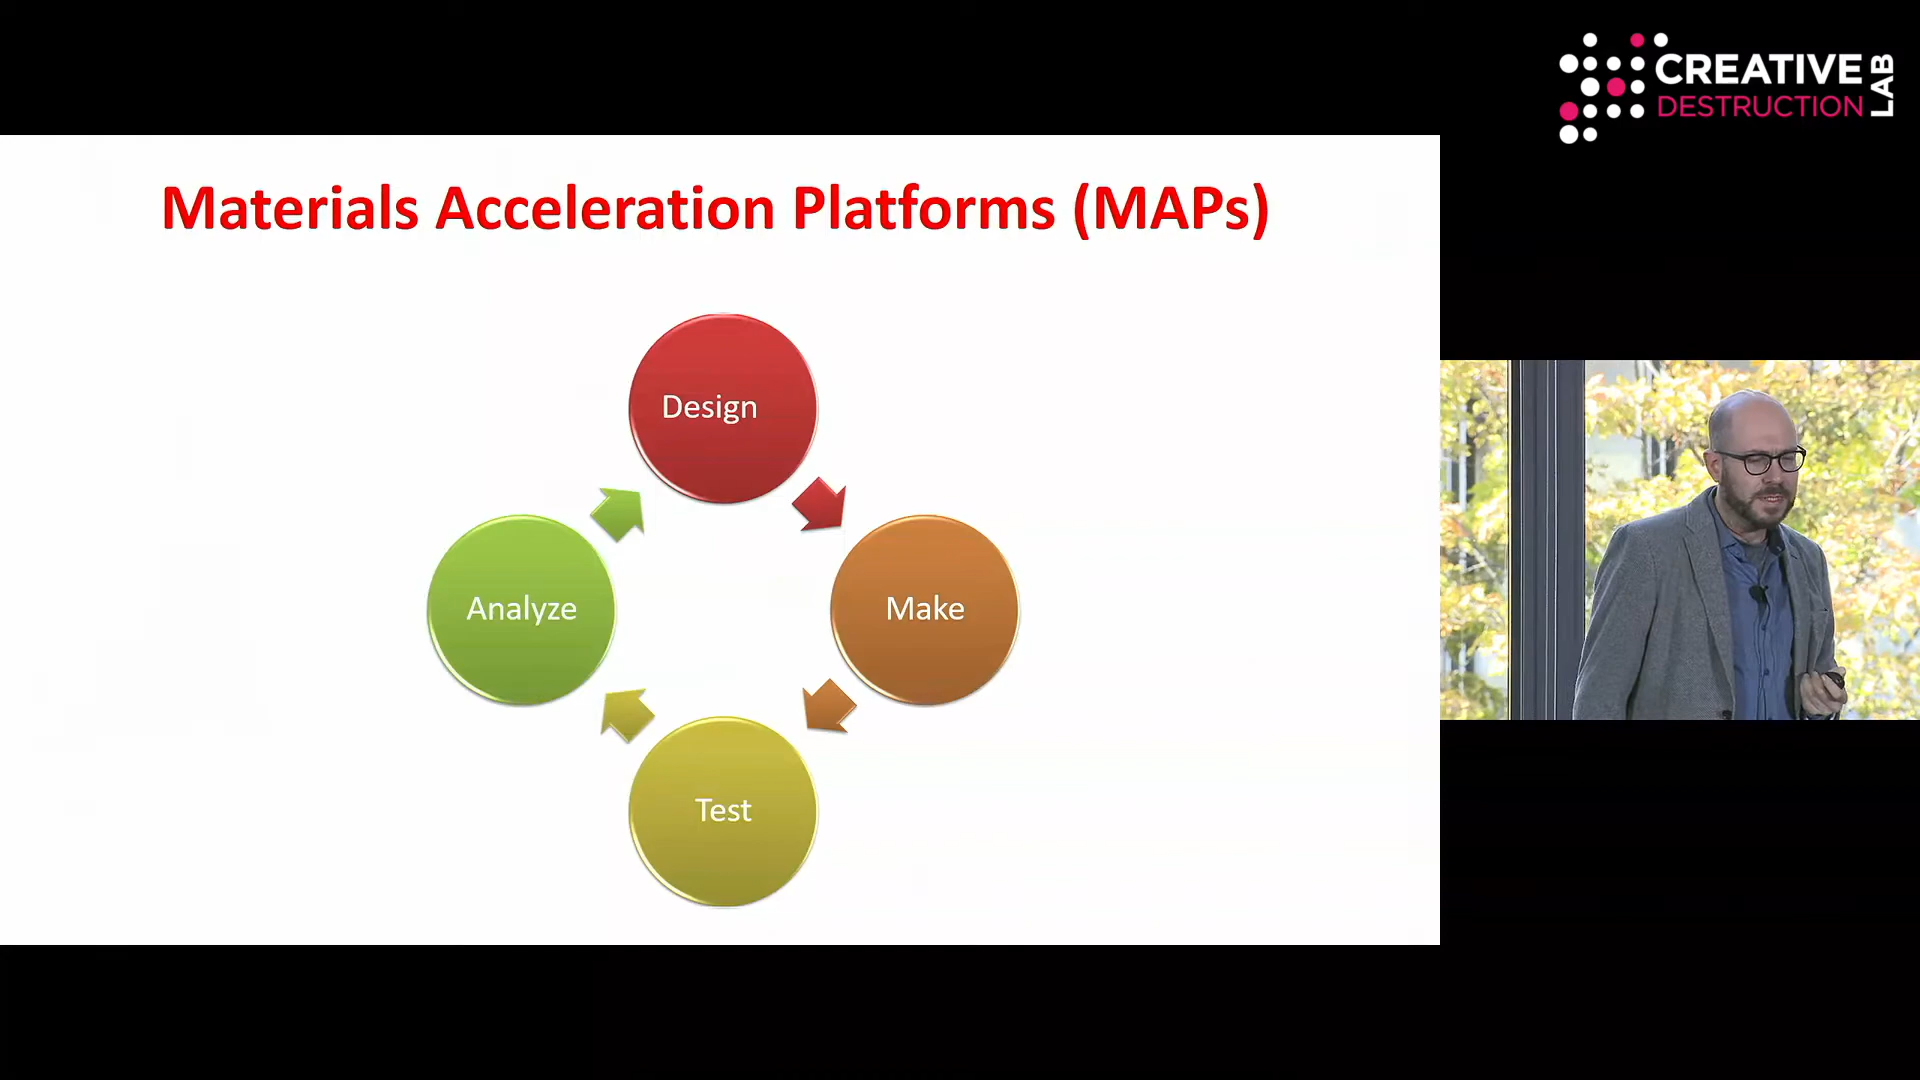 Materials Acceleration Platforms (MAPs)
Design
Analyze
Make
Test
CREATIVE
DESTRUCTION
LAB